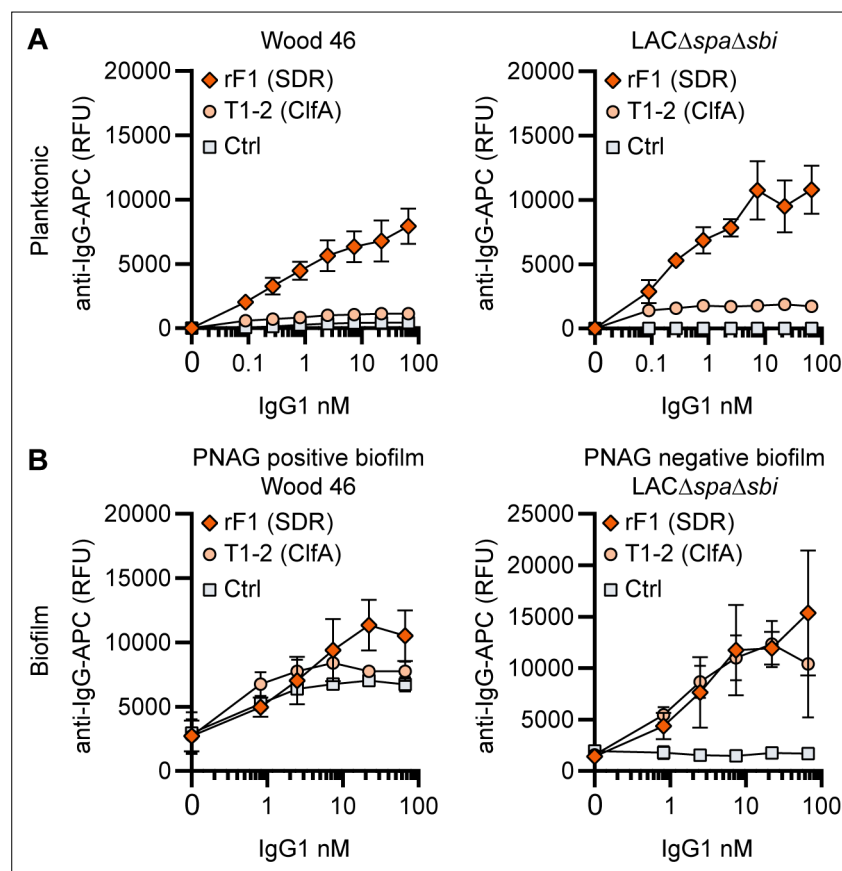 A
Wood 46
LACΔspaΔsbi
Planktonic
anti-IgG-APC (RFU)
20000
15000
10000
5000
0
rF1 (SDR)
T1-2 (ClfA)
Ctrl
0 0.1 1 10 100
IgG1 nM
anti-IgG-APC (RFU)
20000
15000
10000
5000
0
rF1 (SDR)
T1-2 (ClfA)
Ctrl
0 0.1 1 10 100
IgG1 nM
B
PNAG positive biofilm
Wood 46
PNAG negative biofilm
LACΔspaΔsbi
Biofilm
anti-IgG-APC (RFU)
20000
15000
10000
5000
0
rF1 (SDR)
T1-2 (ClfA)
Ctrl
0 1 10 100
IgG1 nM
anti-IgG-APC (RFU)
25000
20000
15000
10000
5000
0
rF1 (SDR)
T1-2 (ClfA)
Ctrl
0 1 10 100
IgG1 nM